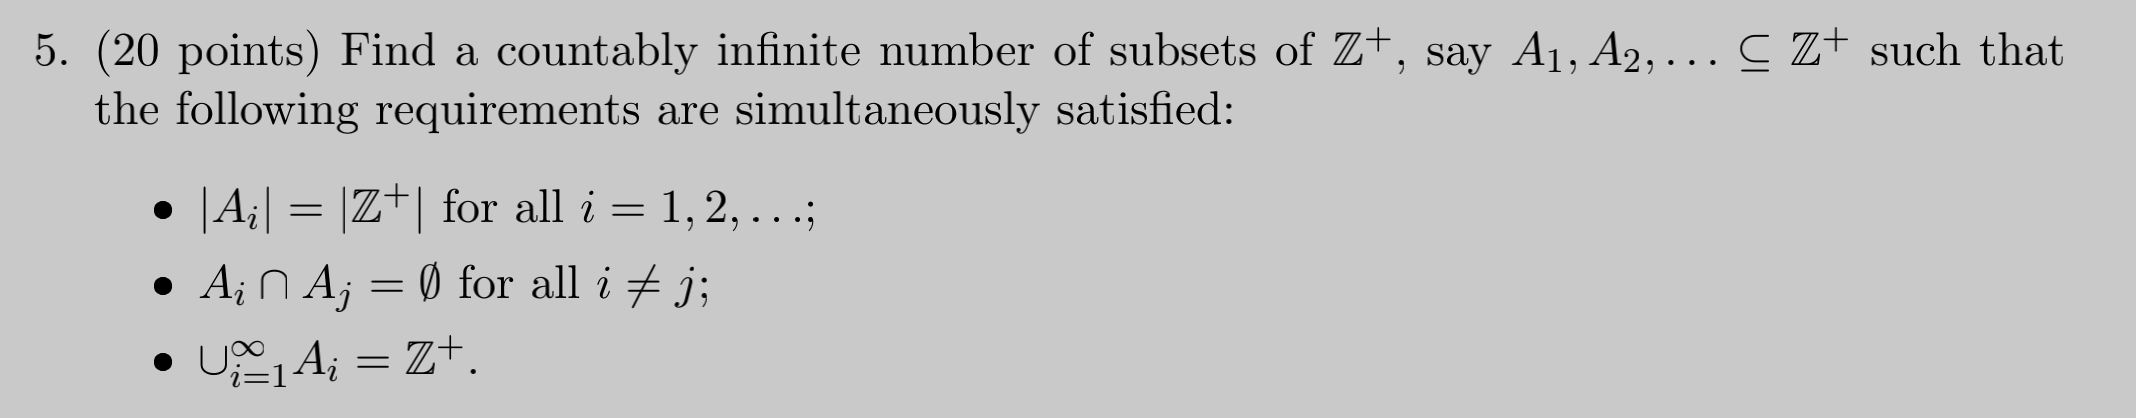 5. (20 points) Find a countably infinite number of subsets of ℤ⁺, say A₁, A₂, . . . ⊆ ℤ⁺ such that
the following requirements are simultaneously satisfied:
• |Aᵢ| = |ℤ⁺| for all i = 1, 2, . . .;
• Aᵢ ∩ Aⱼ = ∅ for all i ≠ j;
• ∪_{i=1}^{∞} Aᵢ = ℤ⁺.